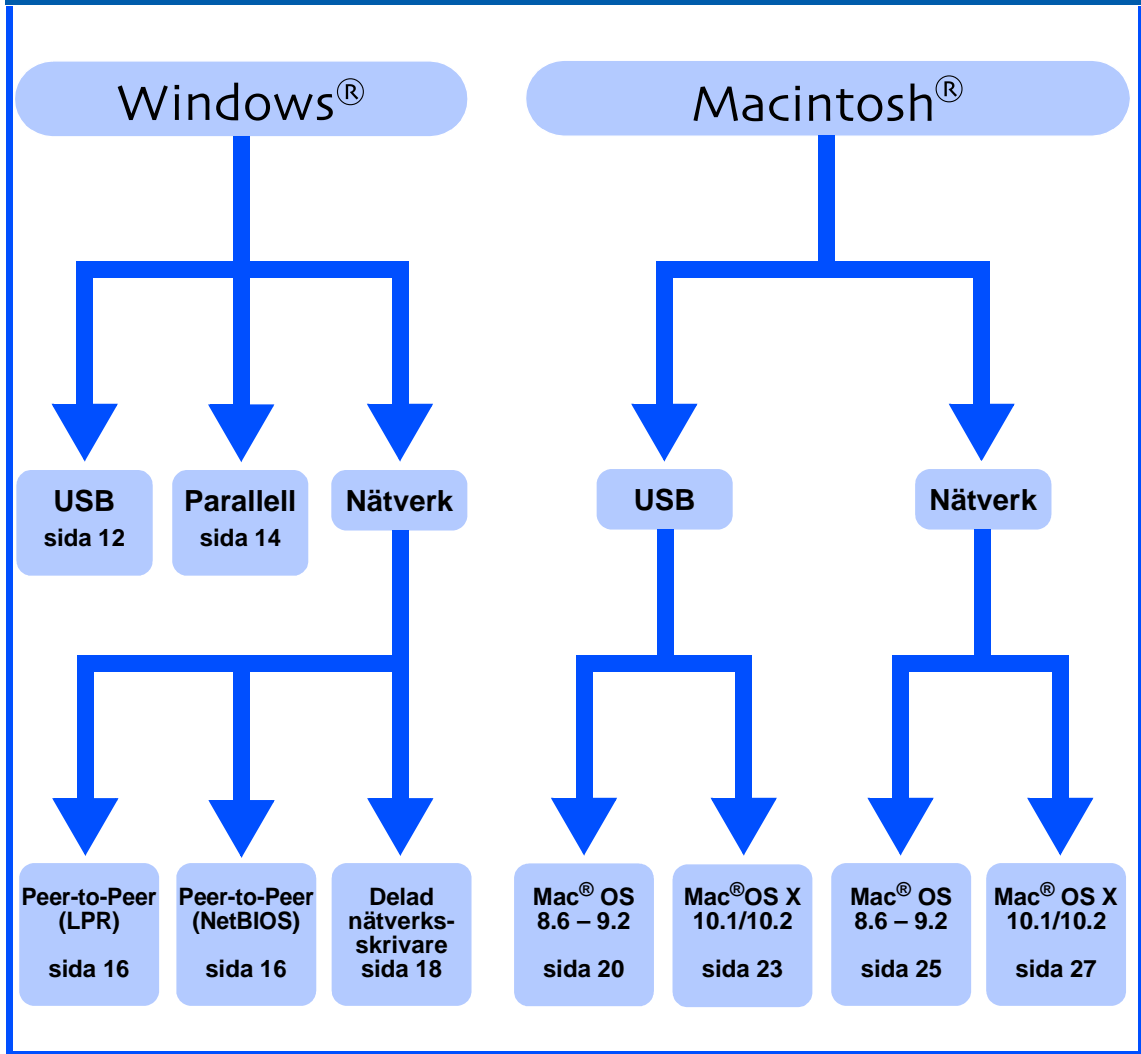 Windows®
Macintosh®
USB
sida 12
Parallell
sida 14
Nätverk
USB
Nätverk
Peer-to-Peer
(LPR)
sida 16
Peer-to-Peer
(NetBIOS)
sida 16
Delad
nätverks-
skrivare
sida 18
Mac® OS
8.6 – 9.2
sida 20
Mac®OS X
10.1/10.2
sida 23
Mac® OS
8.6 – 9.2
sida 25
Mac® OS X
10.1/10.2
sida 27